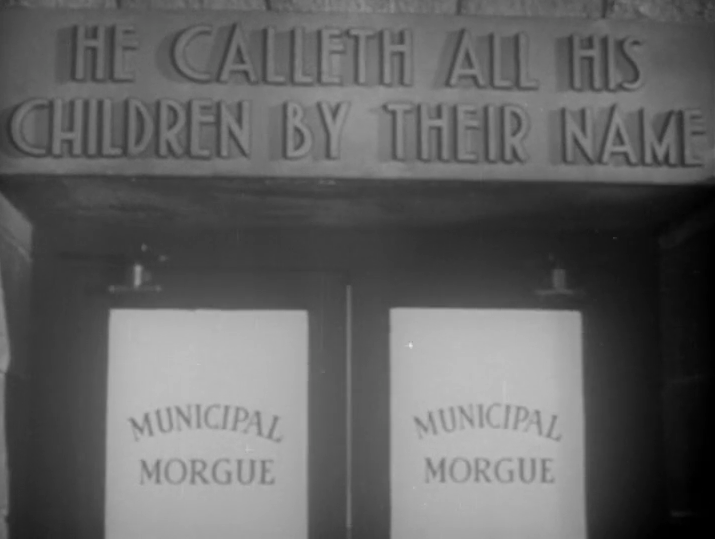 HE CALLETH ALL HIS
CHILDREN BY THEIR NAME
MUNICIPAL
MORGUE
MUNICIPAL
MORGUE